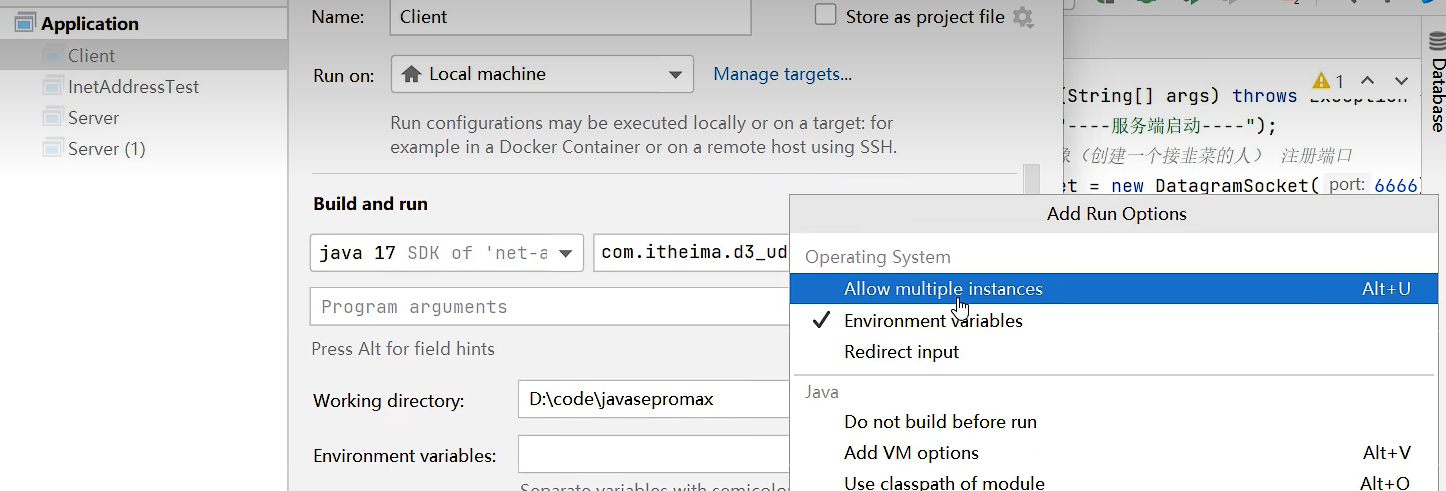 Application
Client
InetAddressTest
Server
Server (1)
Name:
Client
Store as project file
Run on:
Local machine
Manage targets...
Run configurations may be executed locally or on a target: for
example in a Docker Container or on a remote host using SSH.
Build and run
java 17 SDK of 'net-a
com.itheima.d3_ud
Program arguments
Press Alt for field hints
Working directory:
D:\code\javasepromax
Environment variables:
Separate variables with semicolo
1
(String[] args) throws Exception
"----服务端启动----");
象（创建一个接韭菜的人） 注册端口
et = new DatagramSocket( port: 6666)
Database
Add Run Options
Operating System
Allow multiple instances Alt+U
Environment variables
Redirect input
Java
Do not build before run
Add VM options Alt+V
Use classpath of module Alt+O